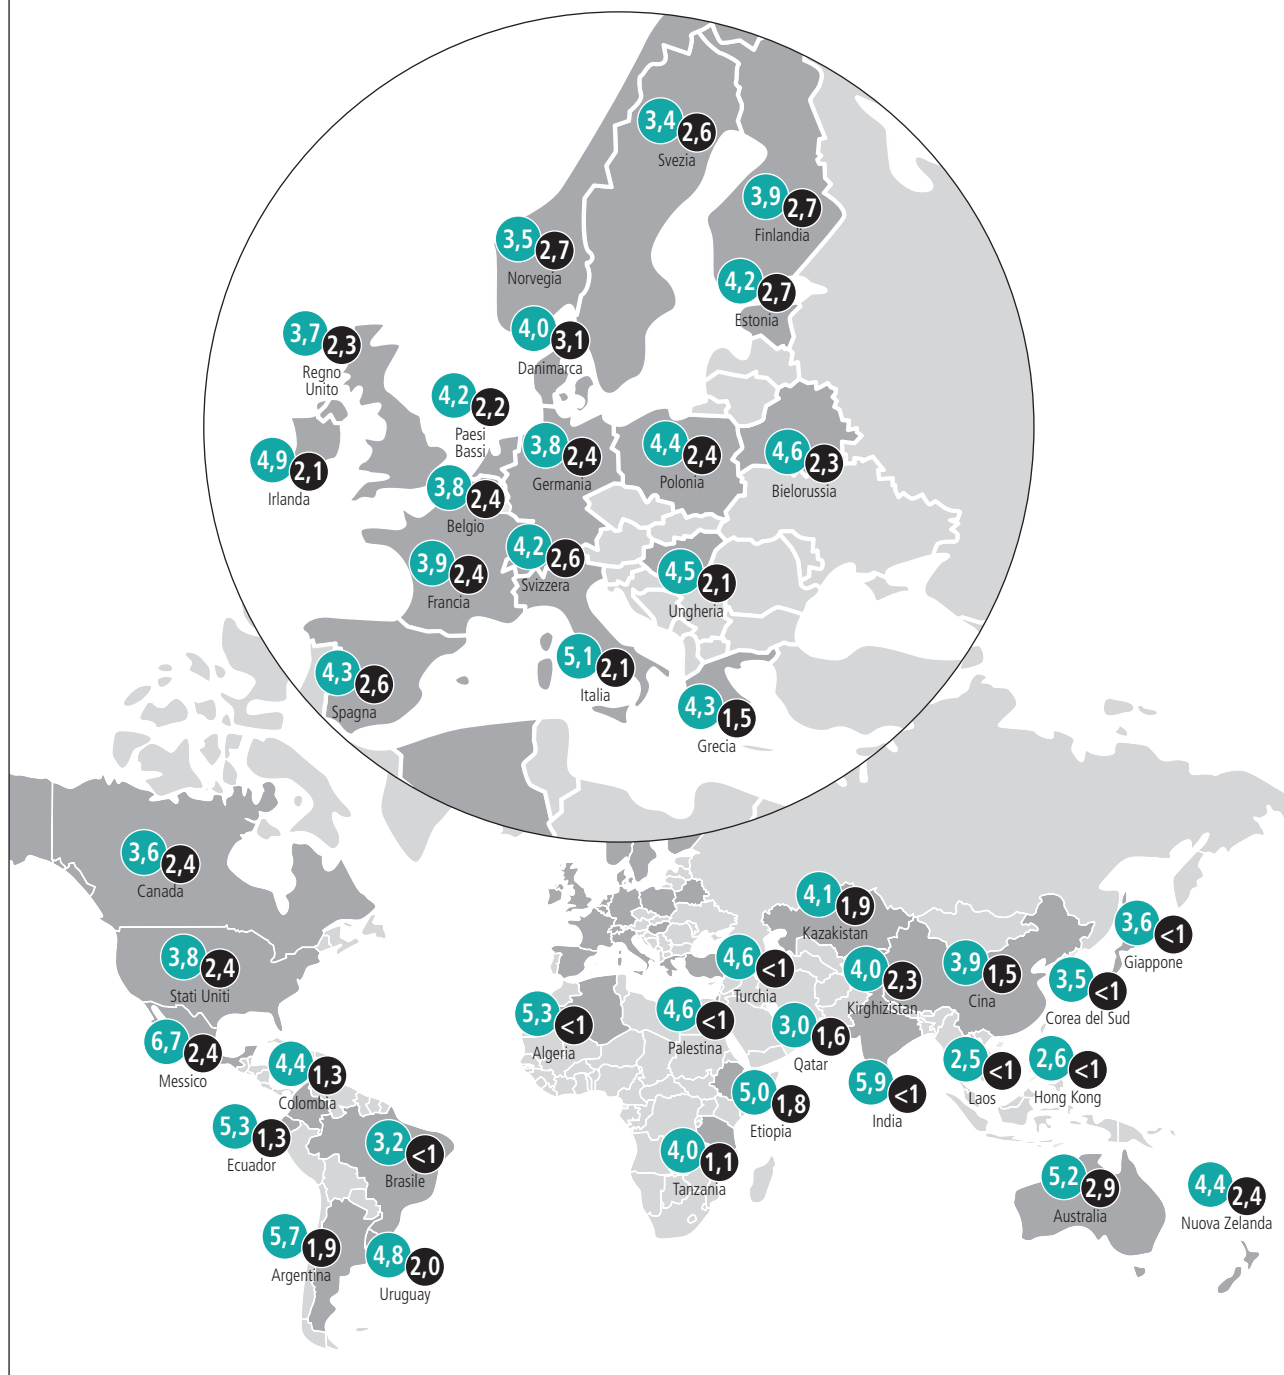 3,4 2,6
Svezia
3,9 2,7
Finlandia
3,5 2,7
Norvegia
4,2 2,7
Estonia
4,0 3,1
Danimarca
3,7 2,3
Regno
Unito
4,2 2,2
Paesi
Bassi
3,8 2,4
Germania
4,4 2,4
Polonia
4,6 2,3
Bielorussia
4,9 2,1
Irlanda
3,8 2,4
Belgio
4,2 2,6
Svizzera
3,9 2,4
Francia
4,5 2,1
Ungheria
5,1 2,1
Italia
4,3 2,6
Spagna
4,3 1,5
Grecia
3,6 2,4
Canada
4,1 1,9
Kazakistan
3,6 <1
Giappone
3,8 2,4
Stati Uniti
4,6 <1
Turchia
4,0 2,3
Kirghizistan
3,9 1,5
Cina
3,5 <1
Corea del Sud
5,3 <1
Algeria
4,6 <1
Palestina
3,0 1,6
Qatar
6,7 2,4
Messico
4,4 1,3
Colombia
2,5 <1
Laos
2,6 <1
Hong Kong
5,9 <1
India
5,0 1,8
Etiopia
5,3 1,3
Ecuador
3,2 <1
Brasile
4,0 1,1
Tanzania
5,2 2,9
Australia
4,4 2,4
Nuova Zelanda
5,7 1,9
Argentina
4,8 2,0
Uruguay